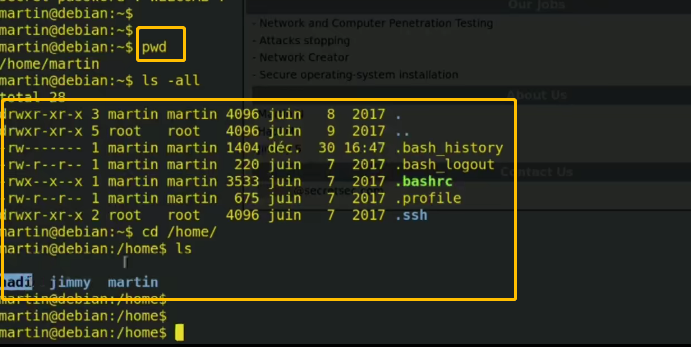 martin@debian:~$
martin@debian:~$
martin@debian:~$ pwd
/home/martin
martin@debian:~$ ls -all
total 28
drwxr-xr-x 3 martin martin 4096 juin 8 2017 .
drwxr-xr-x 5 root root 4096 juin 9 2017 ..
-rw------- 1 martin martin 1404 déc. 30 16:47 .bash_history
-rw-r--r-- 1 martin martin 220 juin 7 2017 .bash_logout
-rwx--x--x 1 martin martin 3533 juin 7 2017 .bashrc
-rw-r--r-- 1 martin martin 675 juin 7 2017 .profile
drwxr-xr-x 2 root root 4096 juin 7 2017 .ssh
martin@debian:~$ cd /home/
martin@debian:/home$ ls
hadi jimmy martin
martin@debian:/home$
martin@debian:/home$
martin@debian:/home$
Our Jobs
- Network and Computer Penetration Testing
- Attacks stopping
- Network Creator
- Secure operating-system installation
About Us
Contact Us